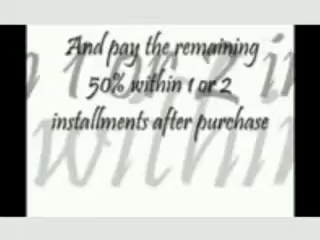 And pay the remaining
50% within 1 or 2
installments after purchase